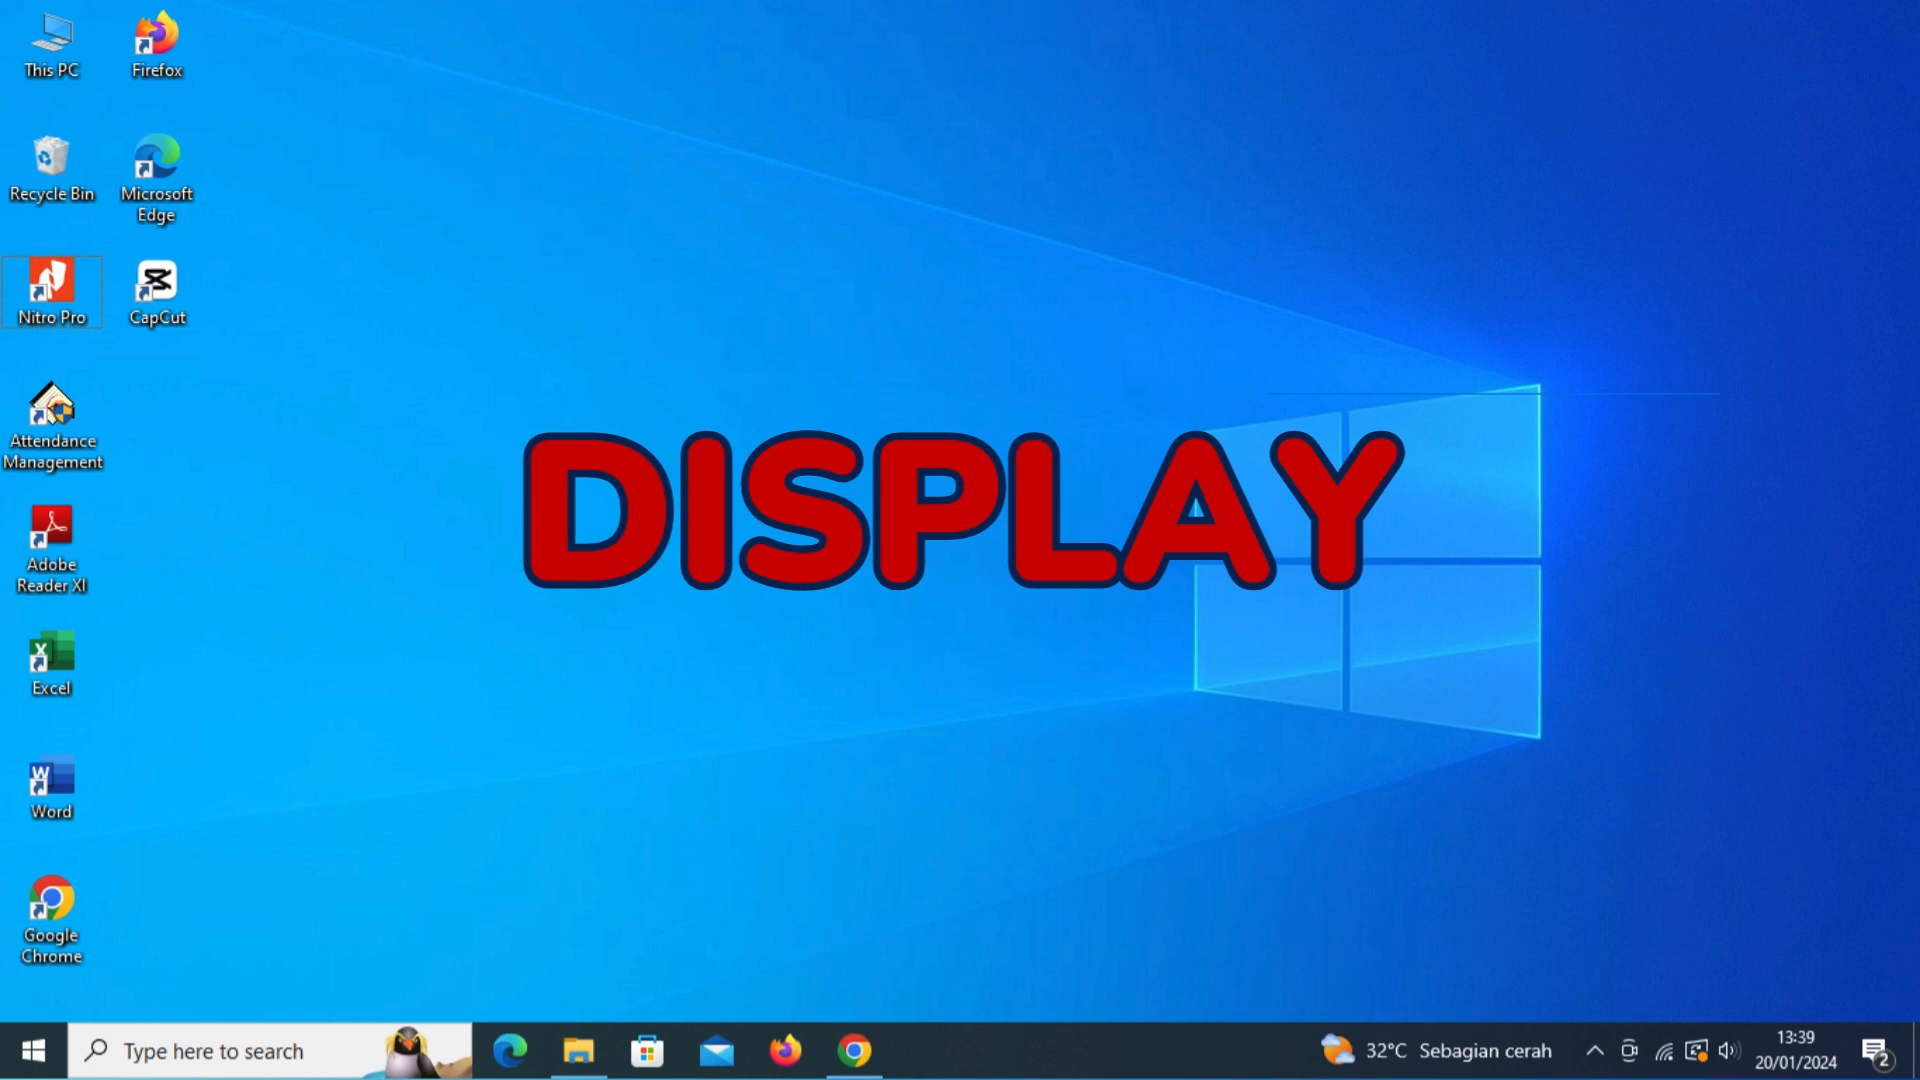 This PC
Firefox
Recycle Bin
Microsoft
Edge
Nitro Pro
CapCut
Attendance
Management
Adobe
Reader XI
Excel
Word
Google
Chrome
DISPLAY
Type here to search
32°C Sebagian cerah
13:39
20/01/2024
2